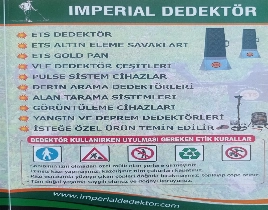 IMPERIAL DEDEKTÖR
ETS DEDEKTÖR
ETS ALTIN ELEME SAVAKLARI
ETS GOLD PAN
VLF DEDEKTÖR ÇEŞİTLERİ
PULSE SİSTEM CİHAZLAR
DERİN ARAMA DEDEKTÖRLERİ
ALAN TARAMA SİSTEMLERİ
GÖRÜNTÜLEME CİHAZLARI
YANGIN VE DEPREM DEDEKTÖRLERİ
İSTEĞE ÖZEL ÜRÜN TEMİN EDİLİR
DEDEKTÖR KULLANIRKEN UYULMASI GEREKEN ETİK KURALLAR
www.imperialdedektor.com